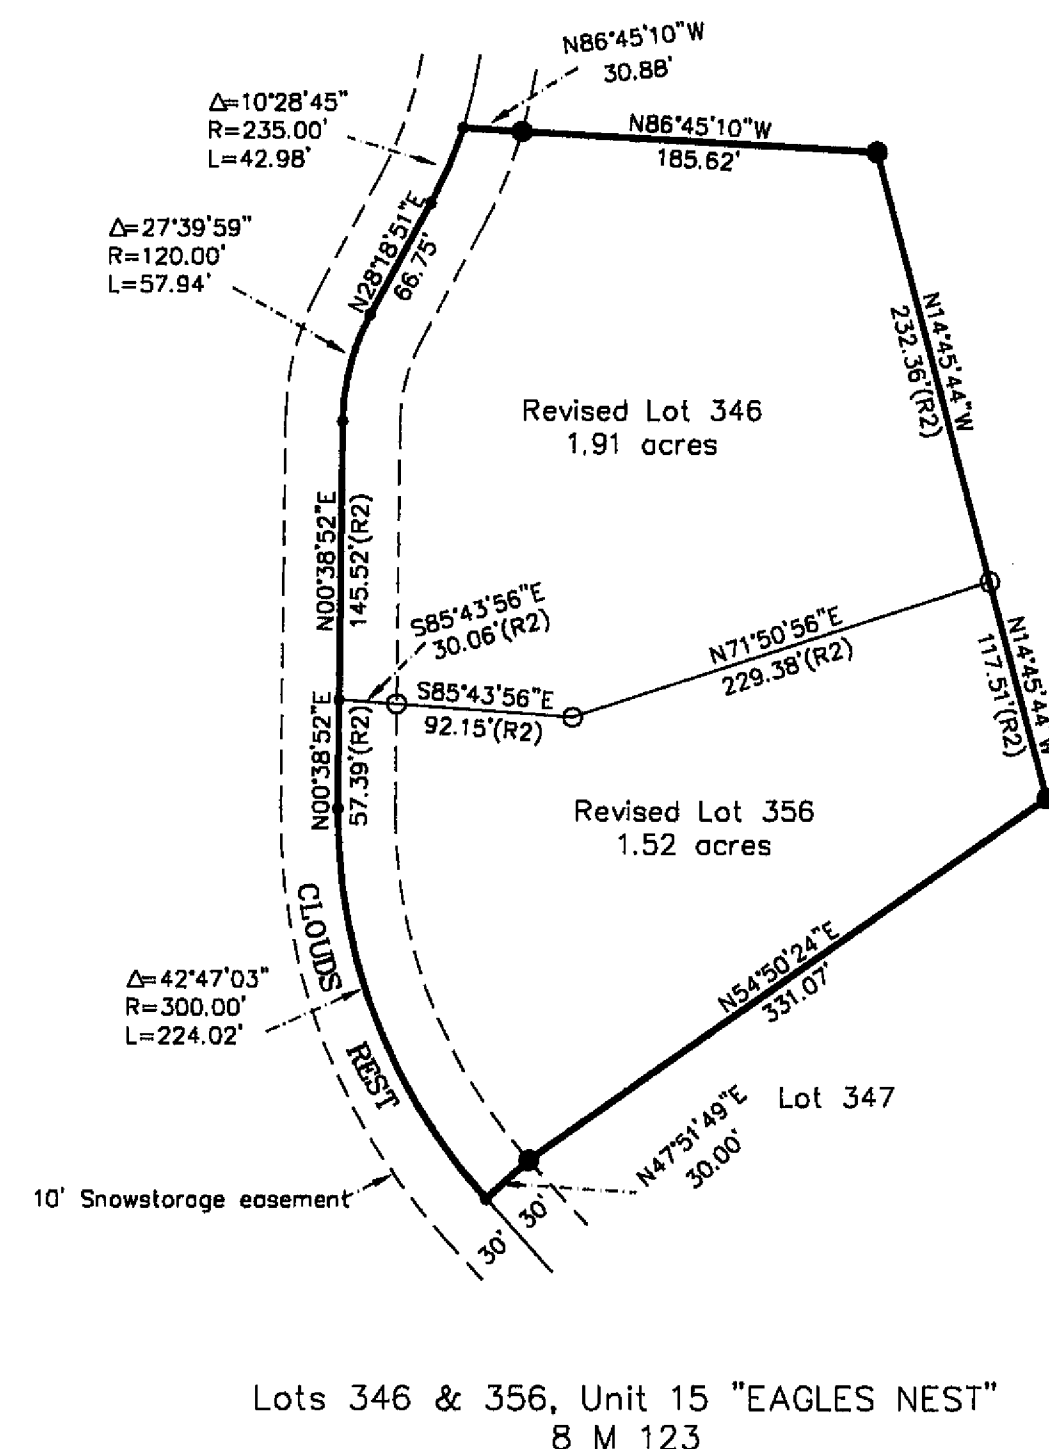 N86°45'10"W
30.88'
Δ=10°28'45"
R=235.00'
L=42.98'
N86°45'10"W
185.62'
Δ=27°39'59"
R=120.00'
L=57.94'
N28°18'51"E
66.75'
N14°45'44"W
232.36'(R2)
Revised Lot 346
1.91 acres
N00°38'52"E
145.52'(R2)
S85°43'56"E
30.06'(R2)
N71°50'56"E
229.38'(R2)
N14°45'44"W
117.51'(R2)
S85°43'56"E
92.15'(R2)
N00°38'52"E
57.39'(R2)
Revised Lot 356
1.52 acres
CLOUDS
REST
N54°50'24"E
331.07'
Δ=42°47'03"
R=300.00'
L=224.02'
Lot 347
N47°51'49"E
30.00'
10' Snowstorage easement
30'
30'
Lots 346 & 356, Unit 15 "EAGLES NEST"
8 M 123